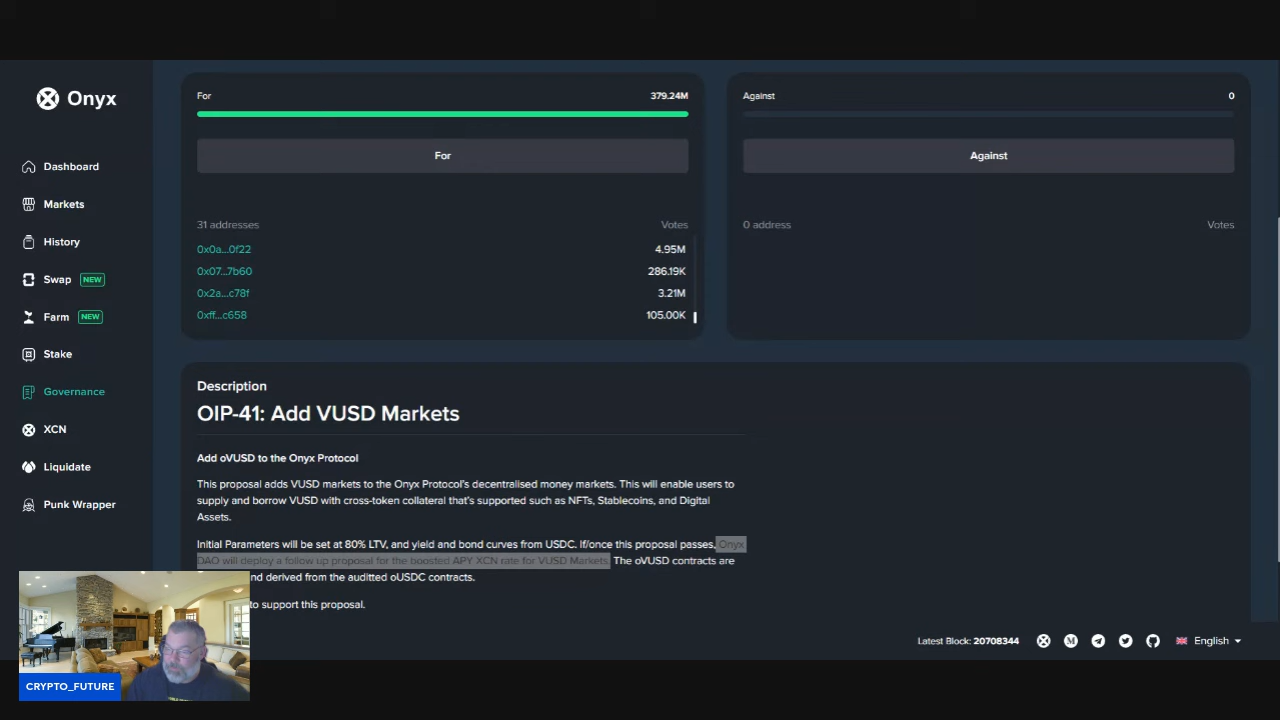 Onyx
Dashboard
Markets
History
Swap NEW
Farm NEW
Stake
Governance
XCN
Liquidate
Punk Wrapper
For 379.24M
For
31 addresses Votes
0x0a...0f22 4.95M
0x07...7b60 286.19K
0x2a...c78f 3.21M
0xff...c658 105.00K
Against 0
Against
0 address Votes
Description
OIP-41: Add VUSD Markets
Add oVUSD to the Onyx Protocol
This proposal adds VUSD markets to the Onyx Protocol's decentralised money markets. This will enable users to
supply and borrow VUSD with cross-token collateral that's supported such as NFTs, Stablecoins, and Digital
Assets.
Initial Parameters will be set at 80% LTV, and yield and bond curves from USDC. If/once this proposal passes, Onyx
DAO will deploy a follow up proposal for the boosted APY XCN rate for VUSD Markets. The oVUSD contracts are
nd derived from the auditted oUSDC contracts.
to support this proposal.
Latest Block: 20708344 English
CRYPTO_FUTURE